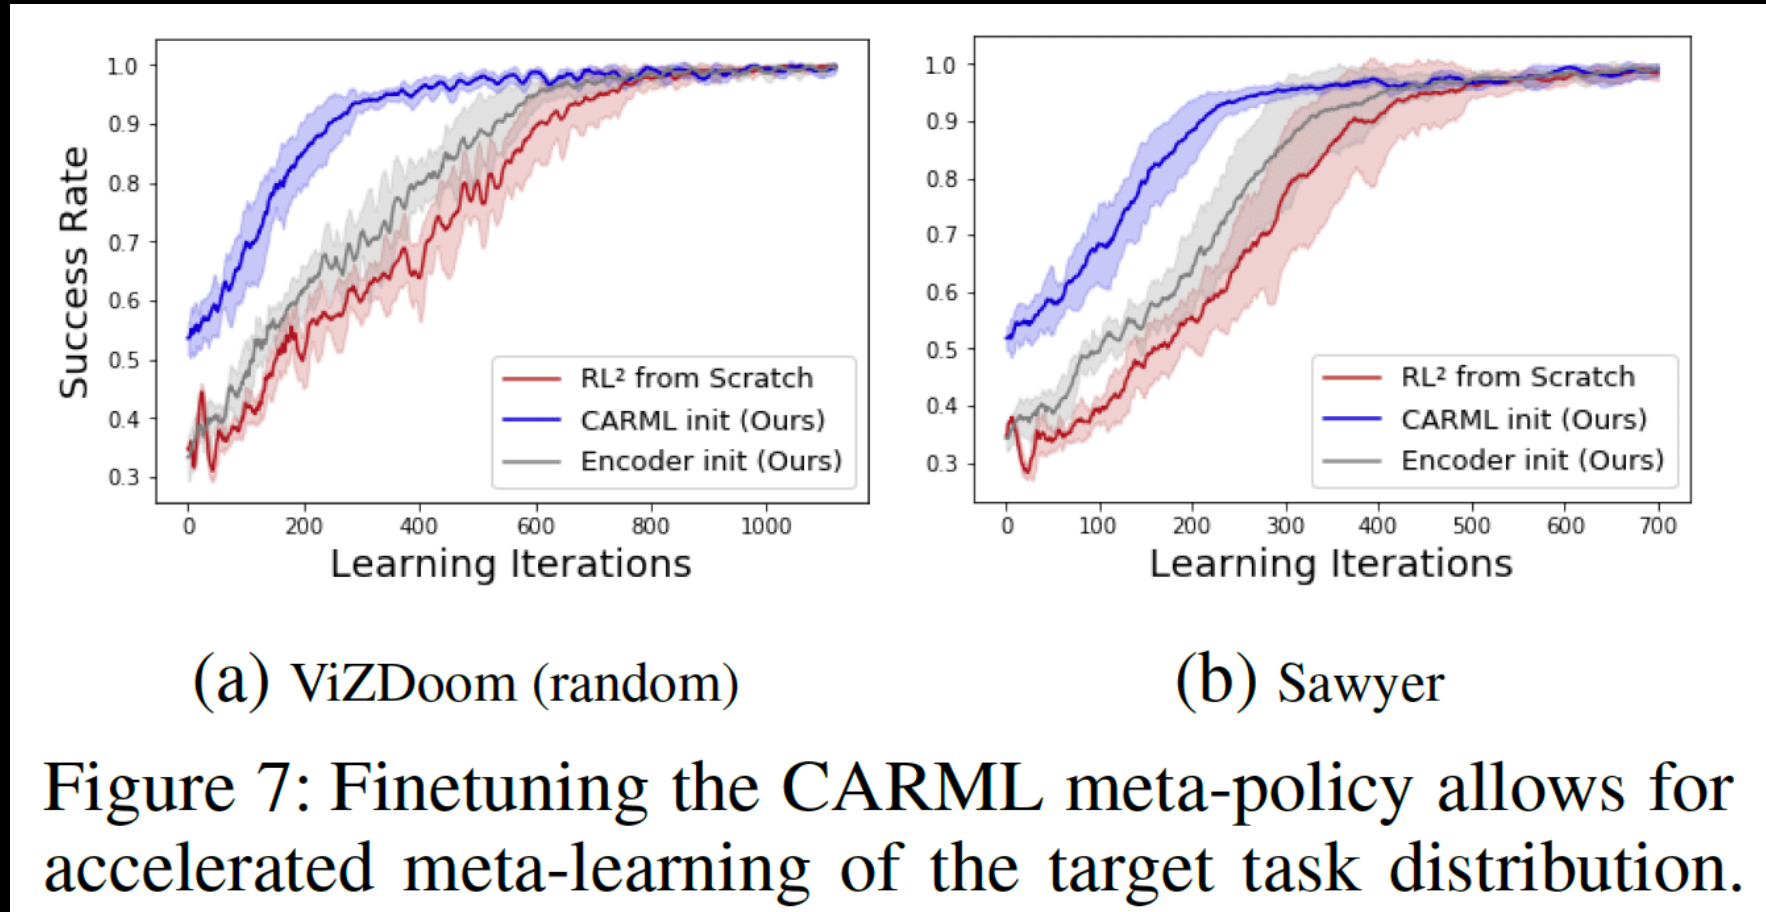 1.0
0.9
0.8
0.7
0.6
0.5
0.4
0.3
Success Rate
RL² from Scratch
CARML init (Ours)
Encoder init (Ours)
0 200 400 600 800 1000
Learning Iterations
(a) ViZDoom (random)
1.0
0.9
0.8
0.7
0.6
0.5
0.4
0.3
RL² from Scratch
CARML init (Ours)
Encoder init (Ours)
0 100 200 300 400 500 600 700
Learning Iterations
(b) Sawyer
Figure 7: Finetuning the CARML meta-policy allows for
accelerated meta-learning of the target task distribution.